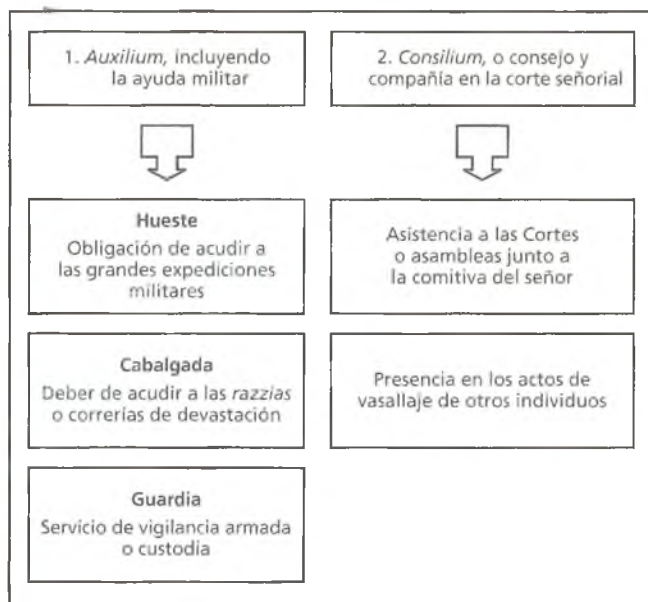 1. Auxilium, incluyendo
la ayuda militar
2. Consilium, o consejo y
compañía en la corte señorial
Hueste
Obligación de acudir a
las grandes expediciones
militares
Cabalgada
Deber de acudir a las razzias
o correrías de devastación
Guardia
Servicio de vigilancia armada
o custodia
Asistencia a las Cortes
o asambleas junto a
la comitiva del señor
Presencia en los actos de
vasallaje de otros individuos